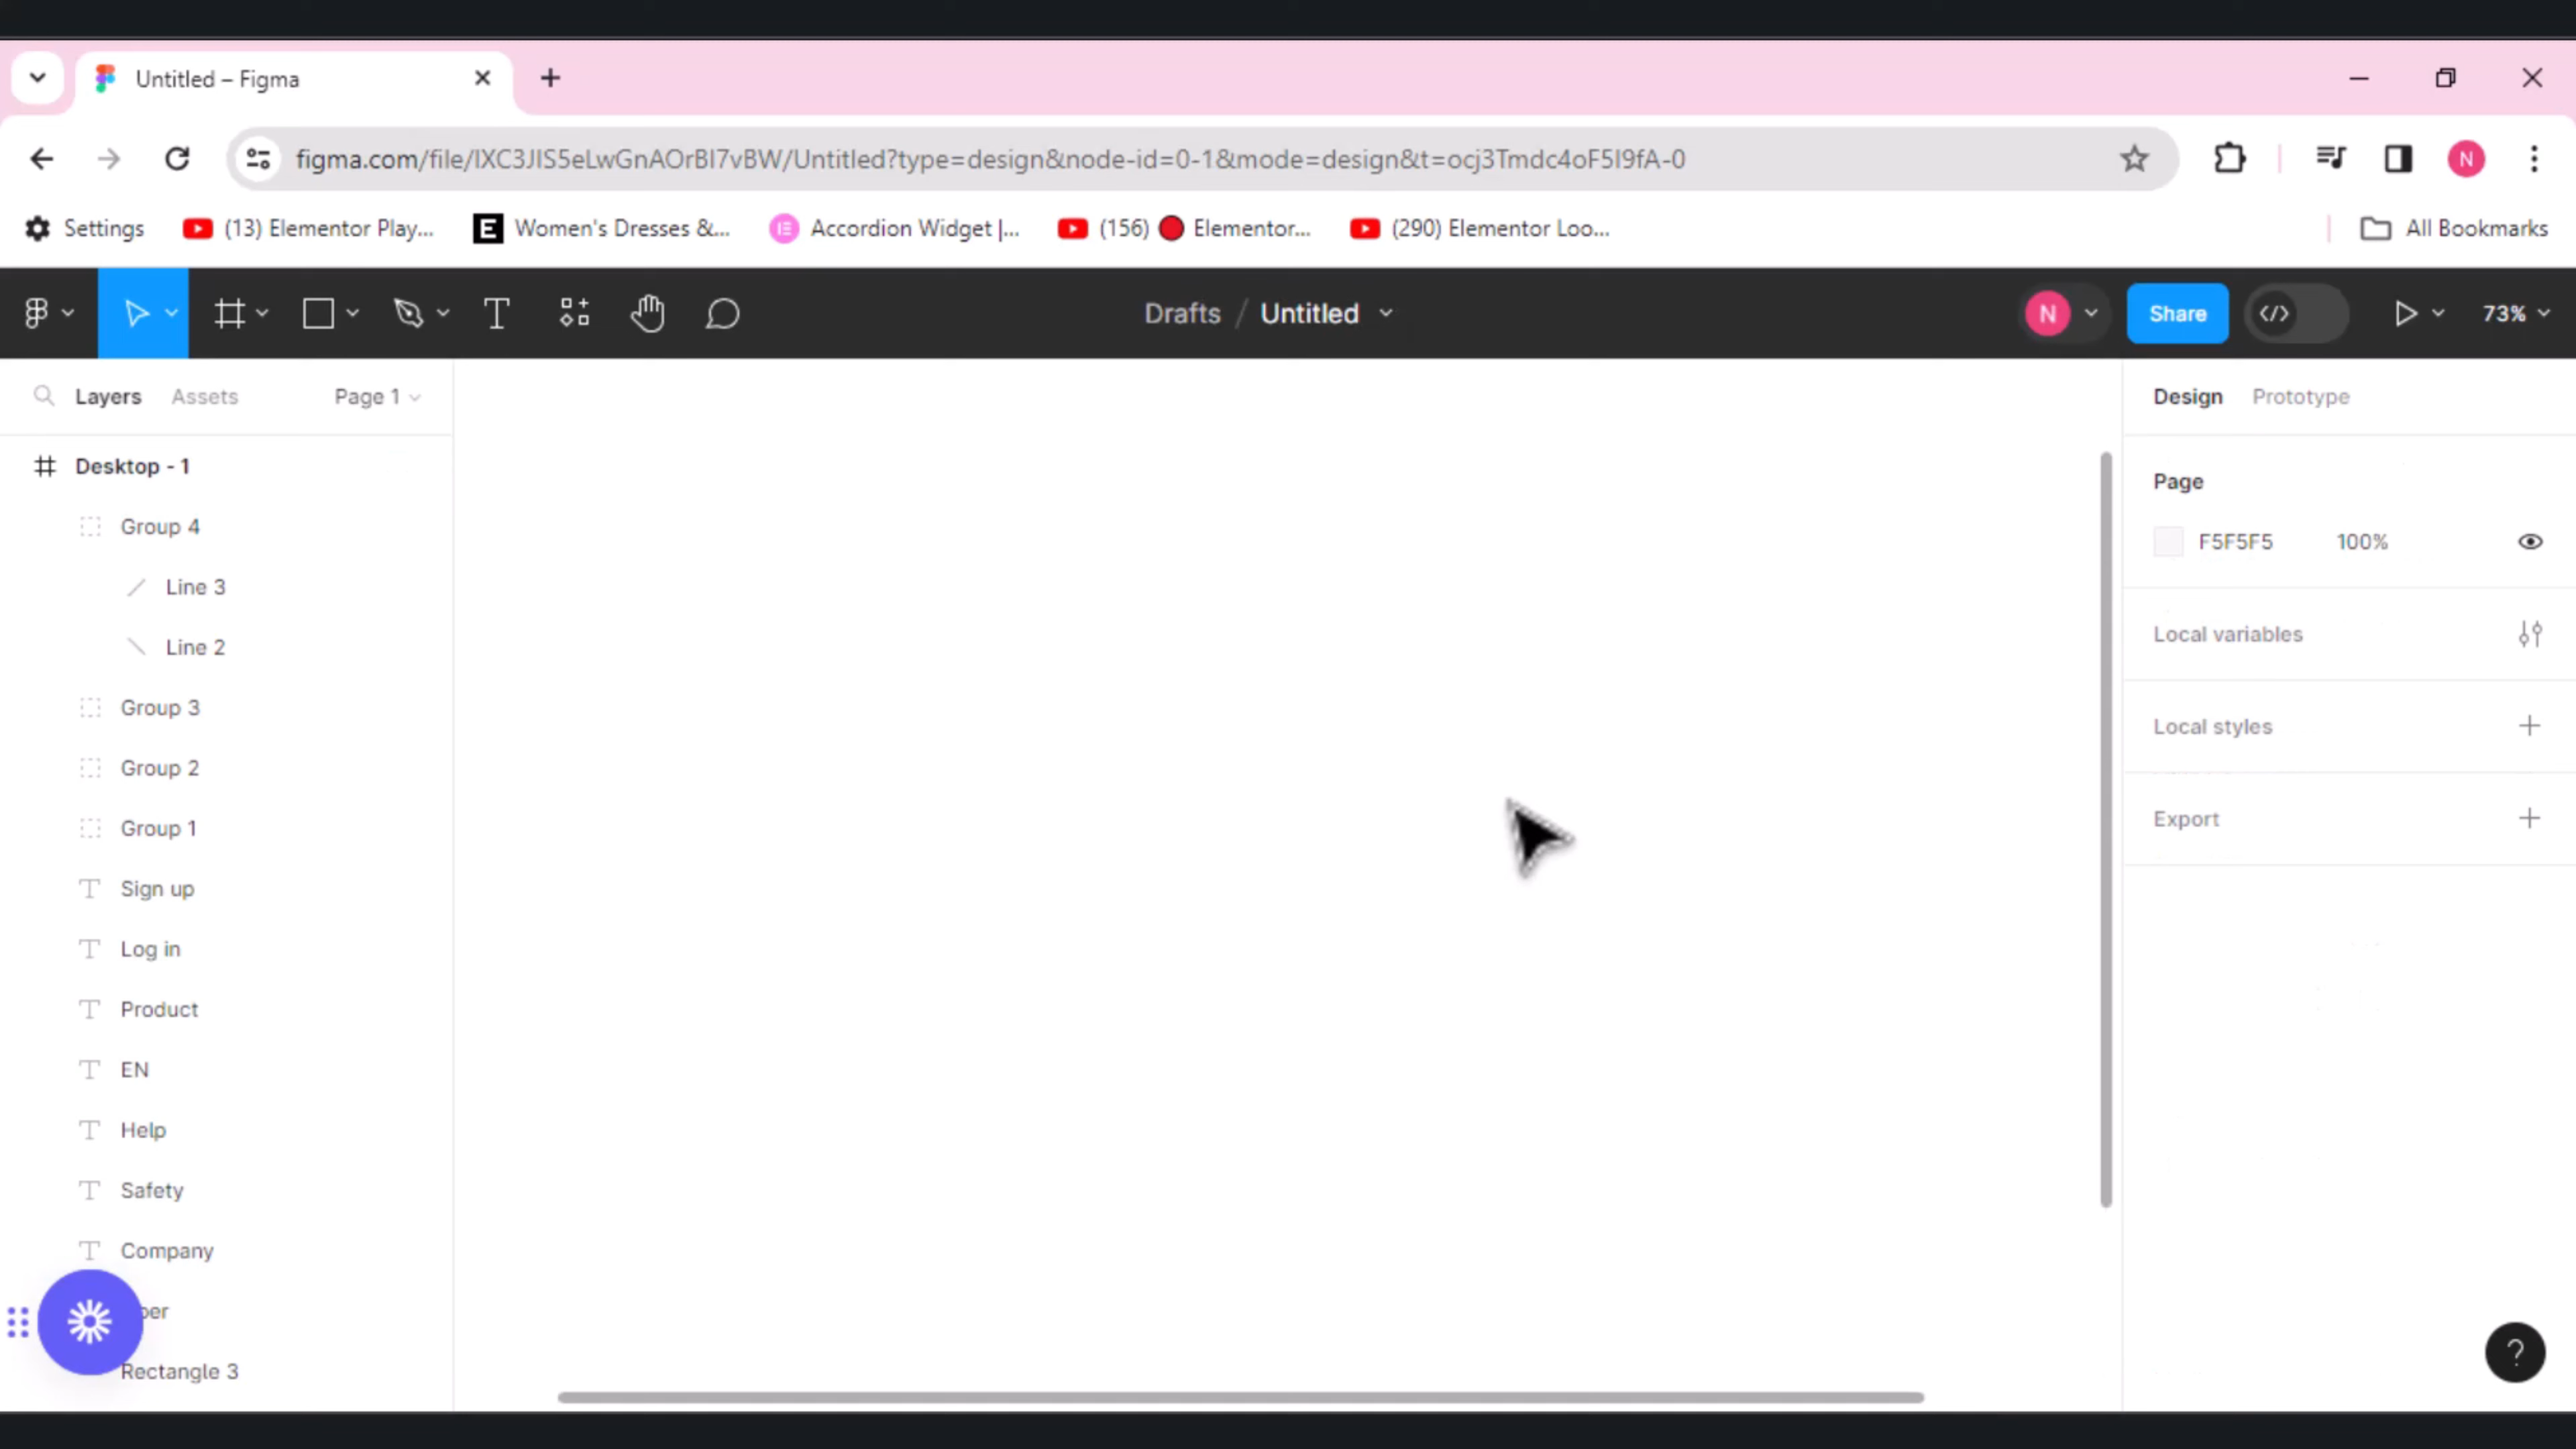 Untitled – Figma
figma.com/file/IXC3JIS5eLwGnAOrBI7vBW/Untitled?type=design&node-id=0-1&mode=design&t=ocj3Tmdc4oF5I9fA-0
N
Settings (13) Elementor Play... E Women's Dresses &... Accordion Widget |... (156) Elementor... (290) Elementor Loo... All Bookmarks
Drafts / Untitled N Share 73%
Layers Assets Page 1 Design Prototype
Desktop - 1
Page
Group 4
F5F5F5 100%
Line 3
Local variables
Line 2
Group 3
Local styles
Group 2
Export
Group 1
Sign up
Log in
Product
EN
Help
Safety
Company
ber
Rectangle 3
?